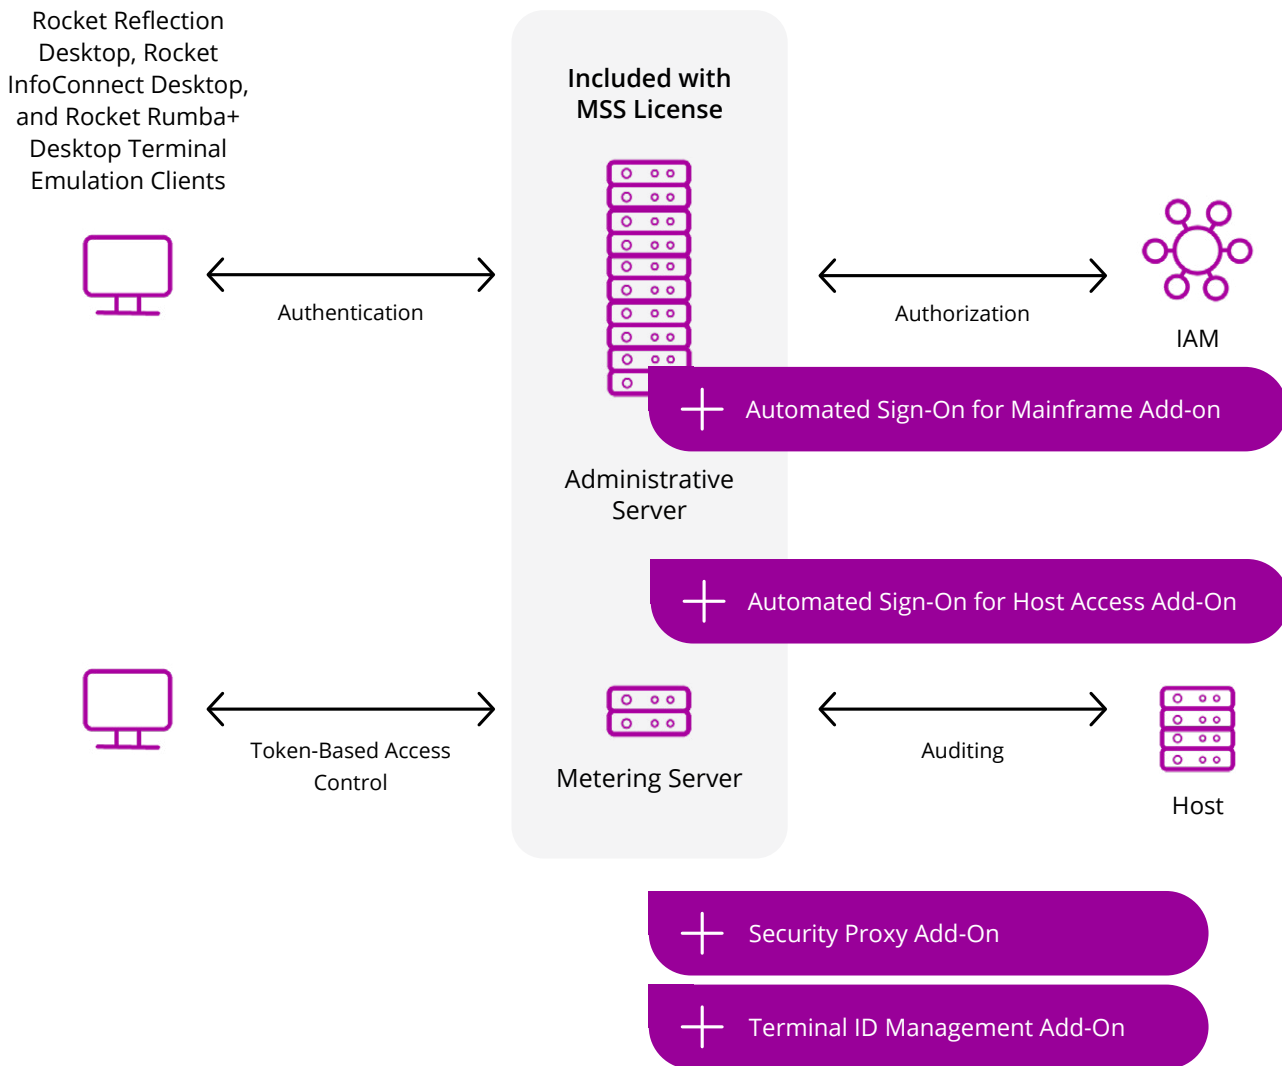 Rocket Reflection
Desktop, Rocket
InfoConnect Desktop,
and Rocket Rumba+
Desktop Terminal
Emulation Clients
Included with
MSS License
Authentication
Authorization
IAM
Automated Sign-On for Mainframe Add-on
Administrative
Server
Automated Sign-On for Host Access Add-On
Token-Based Access
Control
Metering Server
Auditing
Host
Security Proxy Add-On
Terminal ID Management Add-On